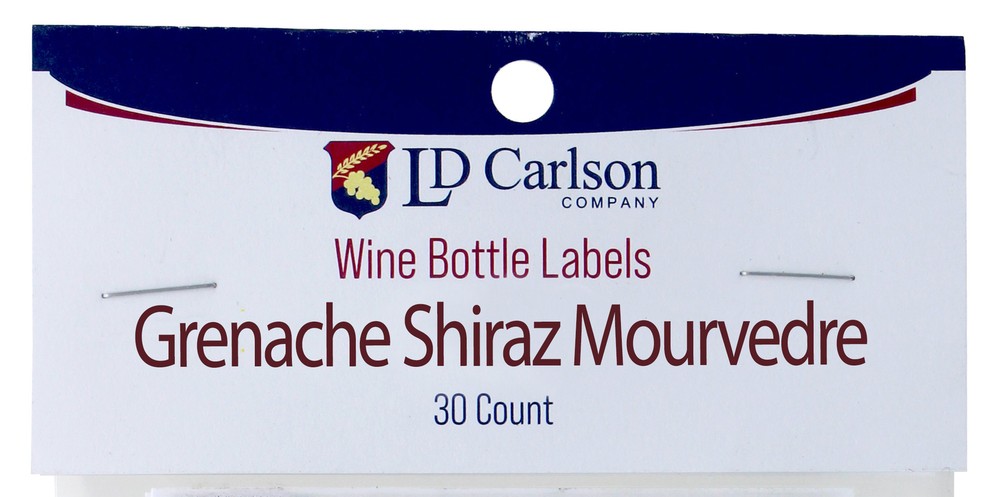 LD Carlson
COMPANY
Wine Bottle Labels
Grenache Shiraz Mourvedre
30 Count